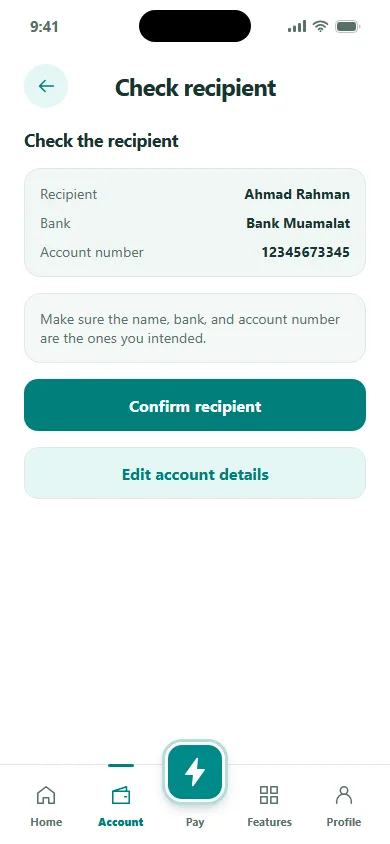 9:41
Check recipient
Check the recipient
Recipient Ahmad Rahman
Bank Bank Muamalat
Account number 12345673345
Make sure the name, bank, and account number
are the ones you intended.
Confirm recipient
Edit account details
Home Account Pay Features Profile